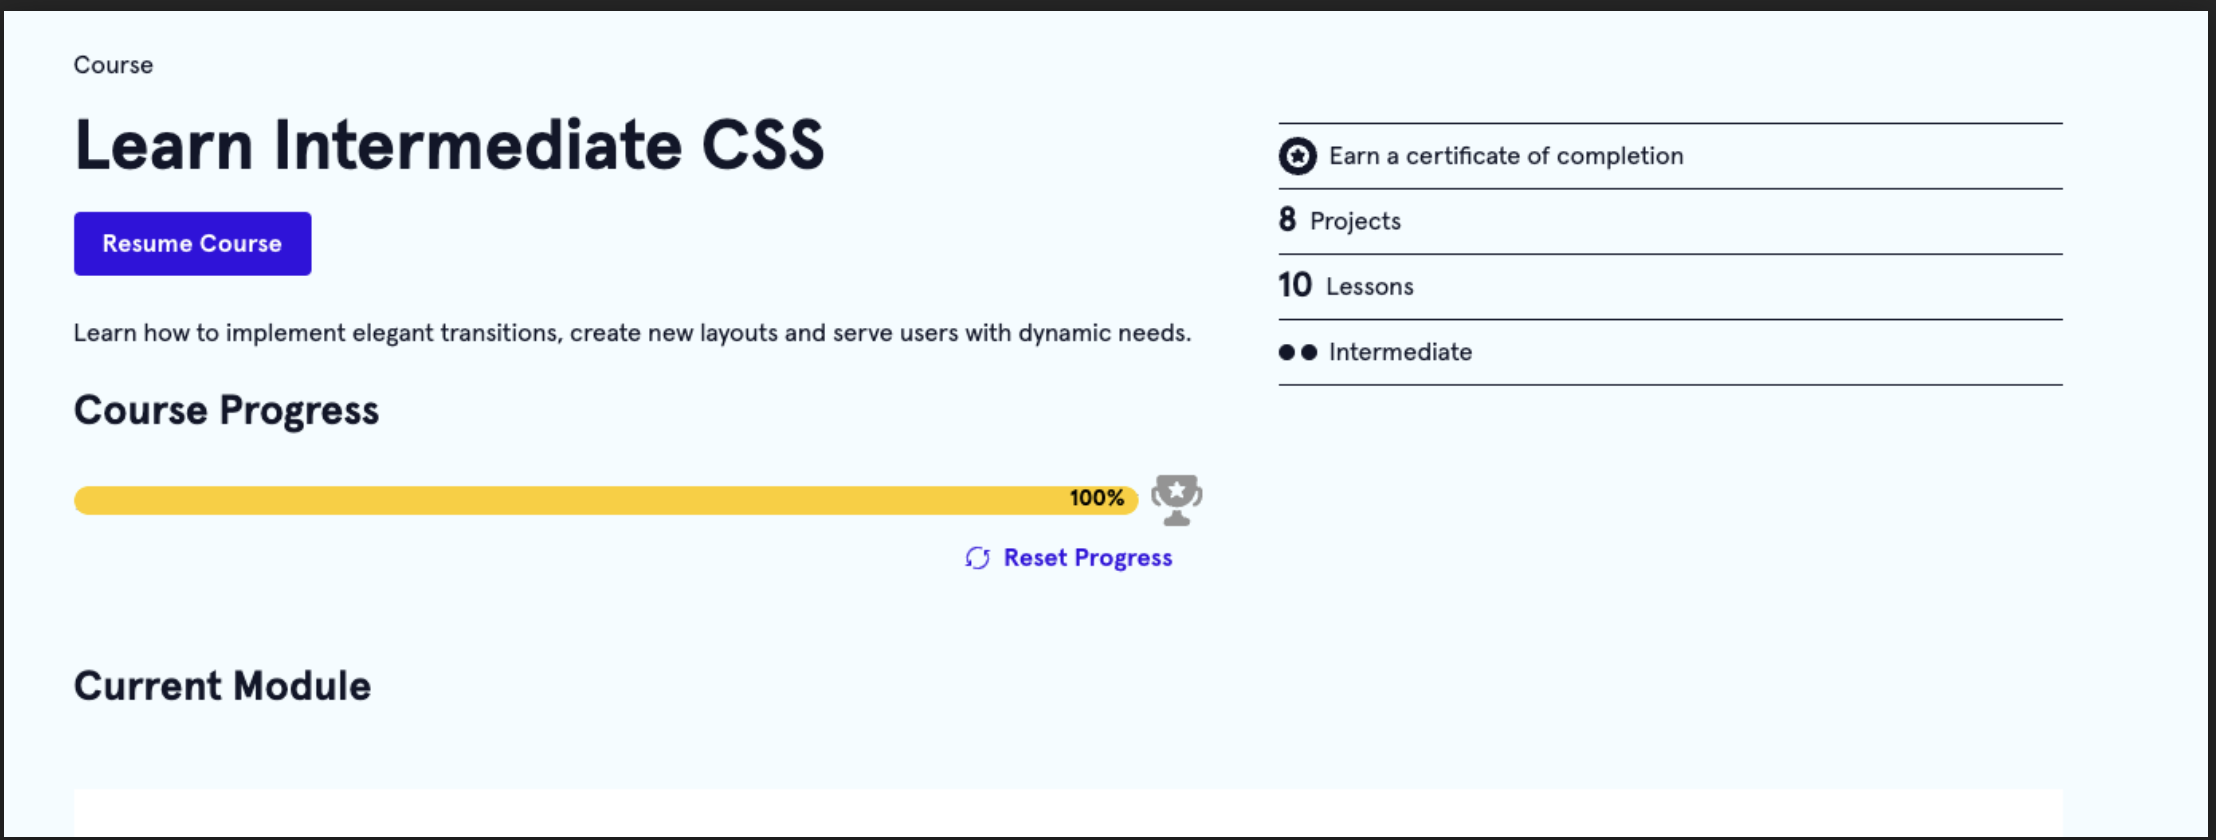 Course
Learn Intermediate CSS
Resume Course
Learn how to implement elegant transitions, create new layouts and serve users with dynamic needs.
Course Progress
100%
Reset Progress
Current Module
Earn a certificate of completion
8 Projects
10 Lessons
Intermediate